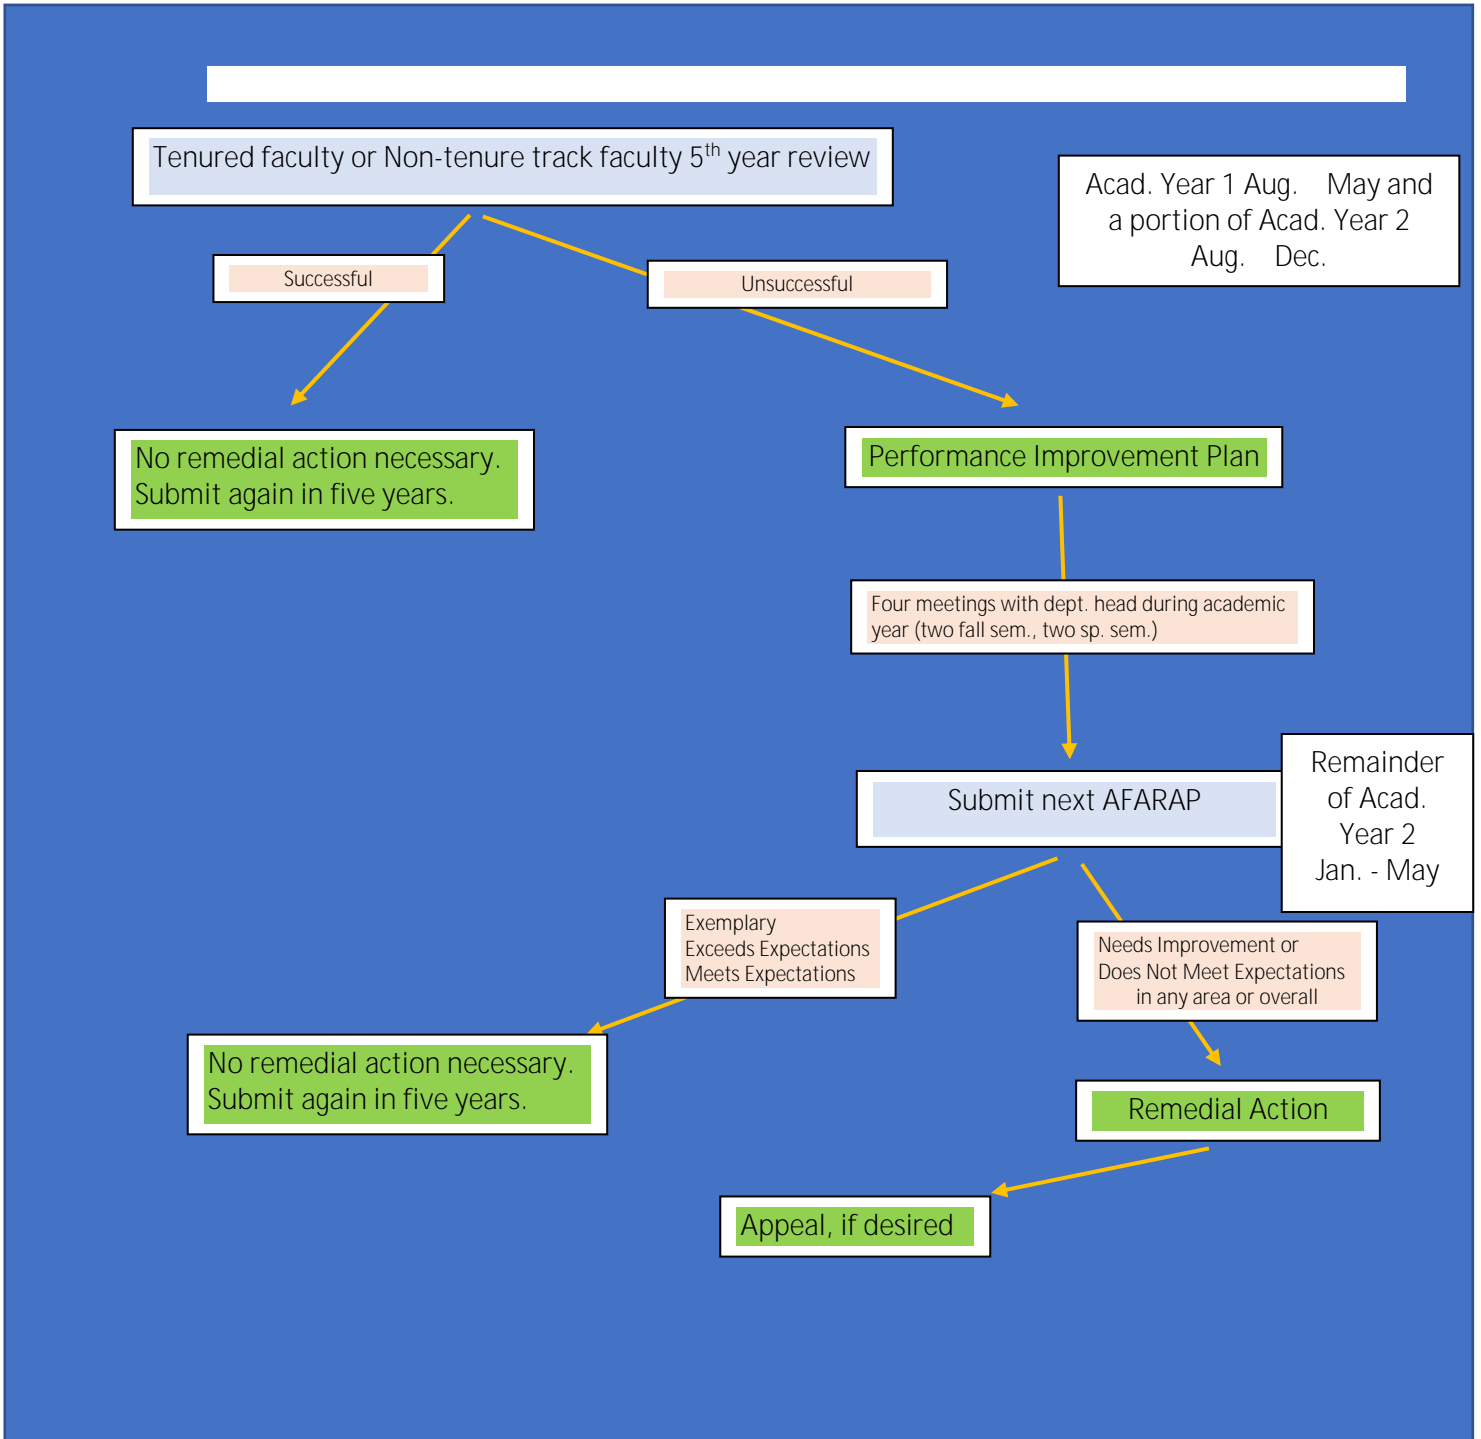 Tenured faculty or Non-tenure track faculty 5th year review
Acad. Year 1 Aug. May and
a portion of Acad. Year 2
Aug. Dec.
Successful
Unsuccessful
No remedial action necessary.
Submit again in five years.
Performance Improvement Plan
Four meetings with dept. head during academic
year (two fall sem., two sp. sem.)
Submit next AFARAP
Remainder
of Acad.
Year 2
Jan. - May
Exemplary
Exceeds Expectations
Meets Expectations
Needs Improvement or
Does Not Meet Expectations
in any area or overall
No remedial action necessary.
Submit again in five years.
Remedial Action
Appeal, if desired